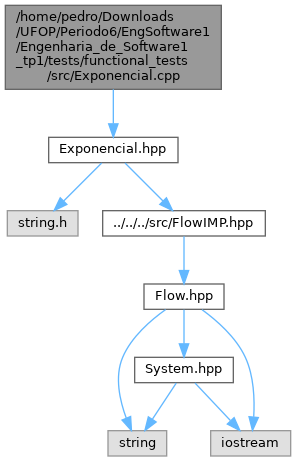 /home/pedro/Downloads
/UFOP/Periodo6/EngSoftware1
/Engenharia_de_Software1
_tp1/tests/functional_tests
/src/Exponencial.cpp
Exponencial.hpp
string.h
../../../src/FlowIMP.hpp
Flow.hpp
System.hpp
string
iostream